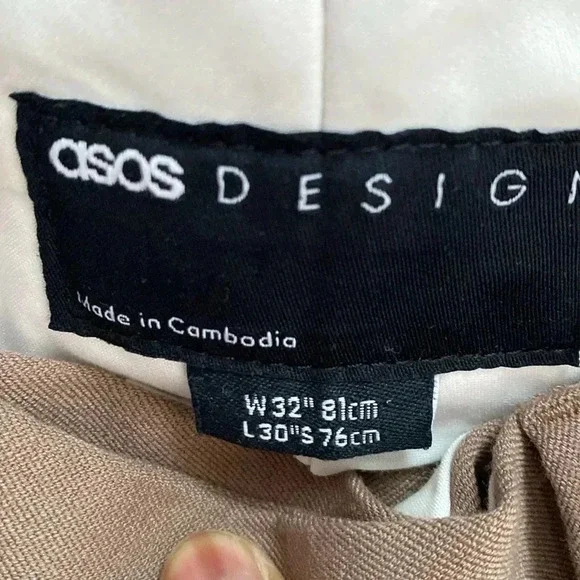 asos DESIGN
Made in Cambodia
W32" 81cm
L30"S 76cm